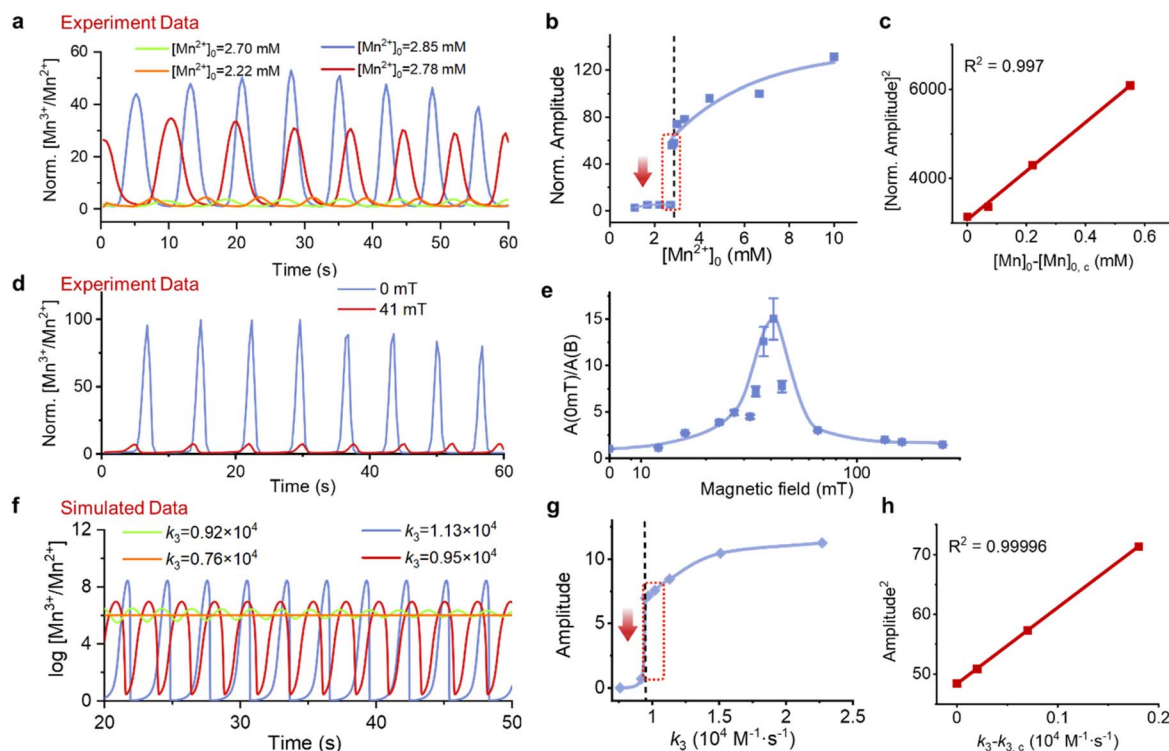 a Experiment Data
[Mn²⁺]₀=2.70 mM [Mn²⁺]₀=2.85 mM
[Mn²⁺]₀=2.22 mM [Mn²⁺]₀=2.78 mM
60
40
20
0
Norm. [Mn³⁺/Mn²⁺]
0 10 20 30 40 50 60
Time (s)
b
120
80
40
0
Norm. Amplitude
0 2 4 6 8 10
[Mn²⁺]₀ (mM)
c
R² = 0.997
6000
4000
[Norm. Amplitude]²
0.0 0.2 0.4 0.6
[Mn]₀-[Mn]₀, c (mM)
d Experiment Data
0 mT
41 mT
100
50
0
Norm. [Mn³⁺/Mn²⁺]
0 12 24 36 48 60
Time (s)
e
15
10
5
0
A(0mT)/A(B)
0 10 100
Magnetic field (mT)
f Simulated Data
k₃=0.92×10⁴ k₃=1.13×10⁴
k₃=0.76×10⁴ k₃=0.95×10⁴
12
8
4
0
log [Mn³⁺/Mn²⁺]
20 30 40 50
Time (s)
g
10
5
0
Amplitude
1 1.5 2 2.5
k₃ (10⁴ M⁻¹·s⁻¹)
h
R² = 0.99996
70
60
50
Amplitude²
0 0.1 0.2
k₃-k₃, c (10⁴ M⁻¹·s⁻¹)